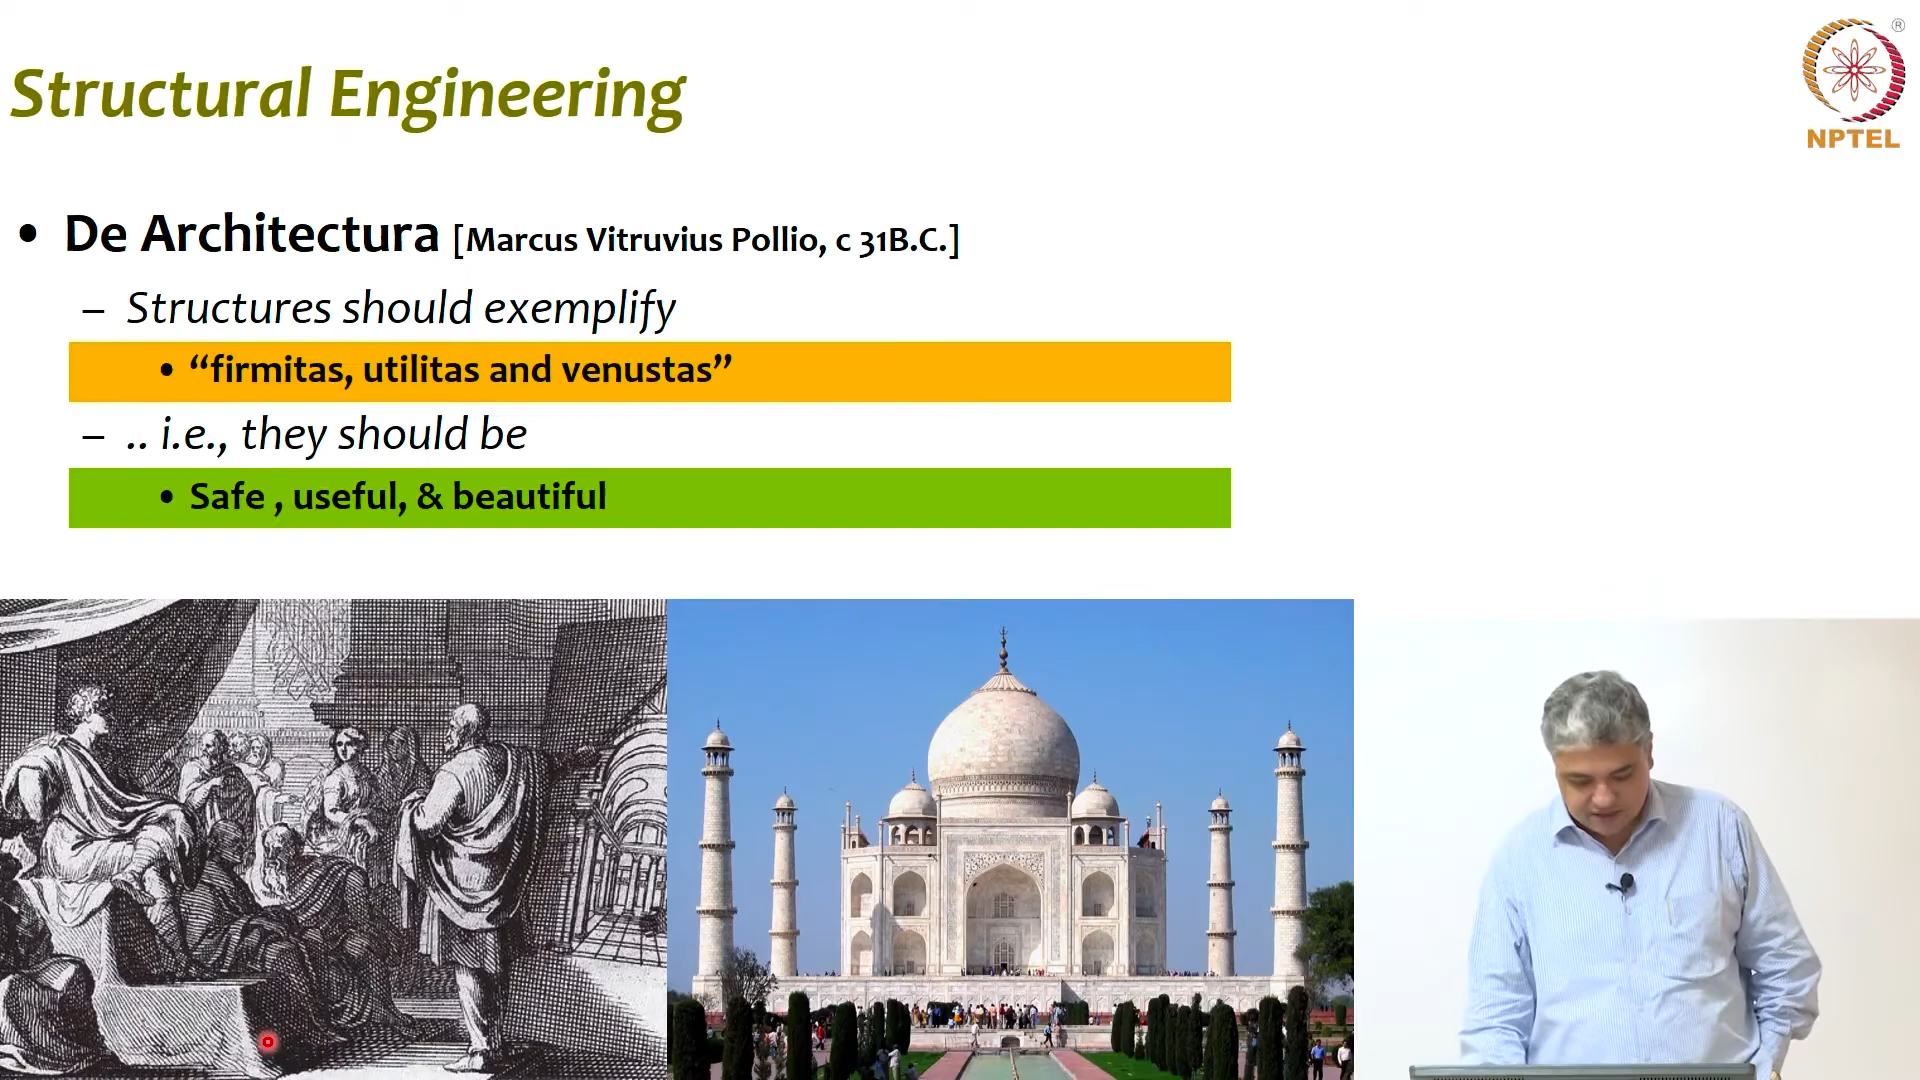 Structural Engineering
®
NPTEL
• De Architectura [Marcus Vitruvius Pollio, c 31B.C.]
– Structures should exemplify
• “firmitas, utilitas and venustas”
– .. i.e., they should be
• Safe , useful, & beautiful